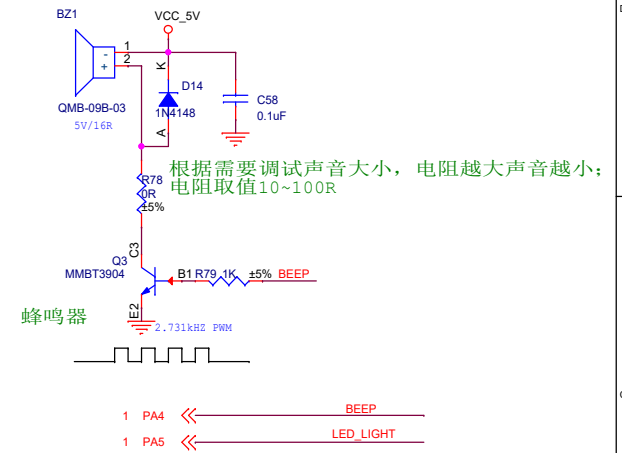 BZ1
VCC_5V
1
2
-
+
K
D14
1N4148
A
C58
0.1uF
QMB-09B-03
5V/16R
根据需要调试声音大小，电阻越大声音越小；
电阻取值10~100R
R78
0R
±5%
C3
Q3
MMBT3904
B1 R79 1K ±5% BEEP
E2
蜂鸣器
2.731kHZ PWM
1 PA4 BEEP
1 PA5 LED_LIGHT